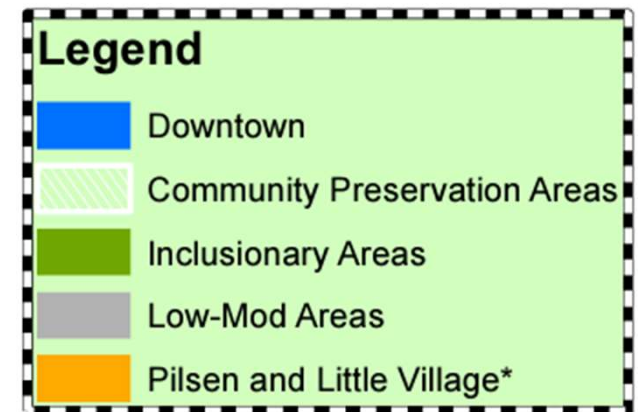 Legend
Downtown
Community Preservation Areas
Inclusionary Areas
Low-Mod Areas
Pilsen and Little Village*